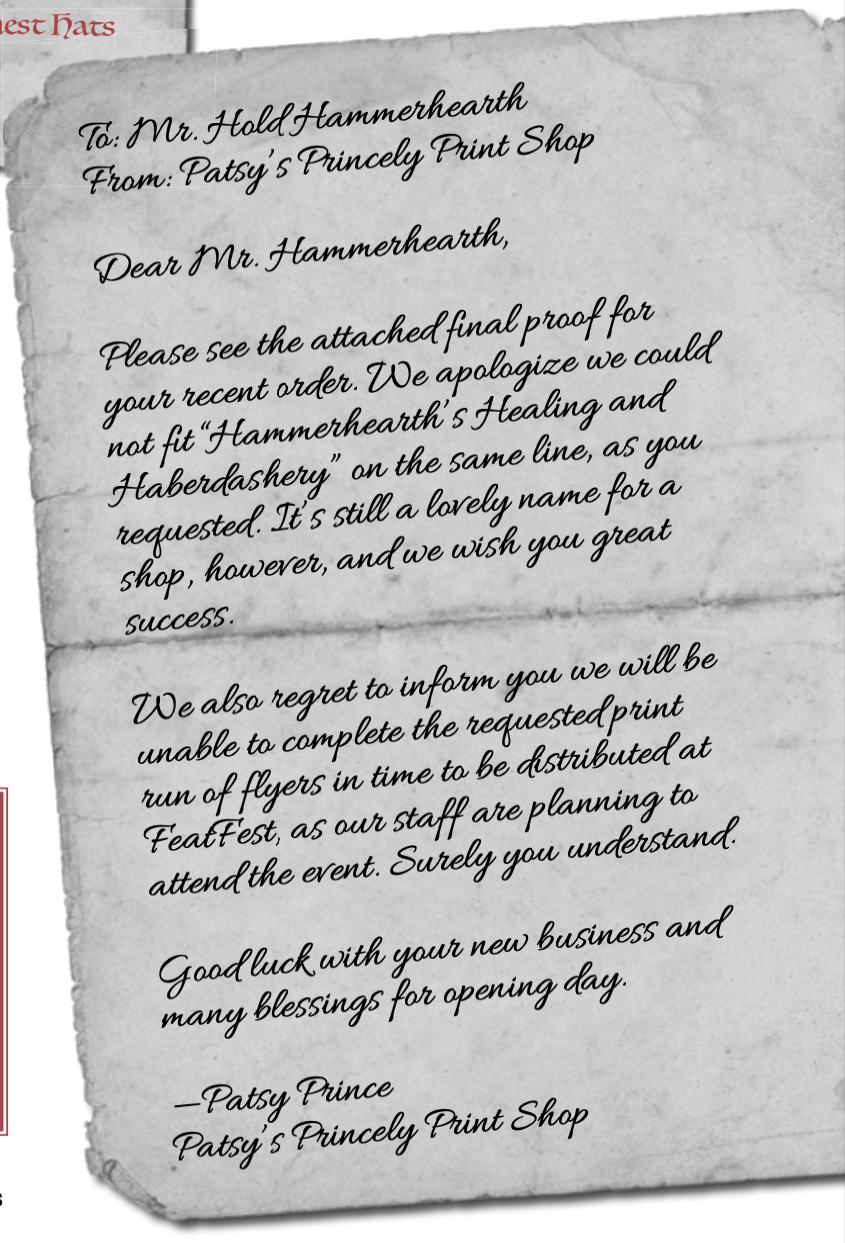 Hats
To: Mr. Hold Hammerhearth
From: Patsy's Princely Print Shop
Dear Mr. Hammerhearth,
Please see the attached final proof for
your recent order. We apologize we could
not fit “Hammerhearth's Healing and
Haberdashery” on the same line, as you
requested. It's still a lovely name for a
shop, however, and we wish you great
success.
We also regret to inform you we will be
unable to complete the requested print
run of flyers in time to be distributed at
FeatFest, as our staff are planning to
attend the event. Surely you understand.
Good luck with your new business and
many blessings for opening day.
—Patsy Prince
Patsy's Princely Print Shop